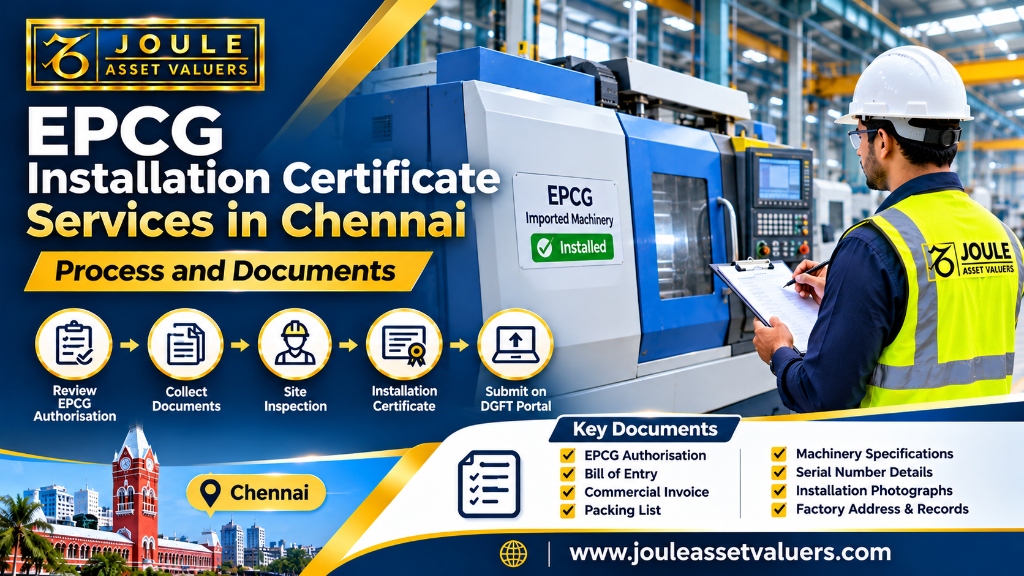 JOULE
ASSET VALUERS
EPCG
Installation Certificate
Services in Chennai
Process and Documents
Review
EPCG
Authorisation
Collect
Documents
Site
Inspection
Installation
Certificate
Submit on
DGFT Portal
EPCG
Imported Machinery
Installed
JOULE
ASSET VALUERS
Chennai
Key Documents
EPCG Authorisation
Bill of Entry
Commercial Invoice
Packing List
Machinery Specifications
Serial Number Details
Installation Photographs
Factory Address & Records
www.jouleassetvaluers.com